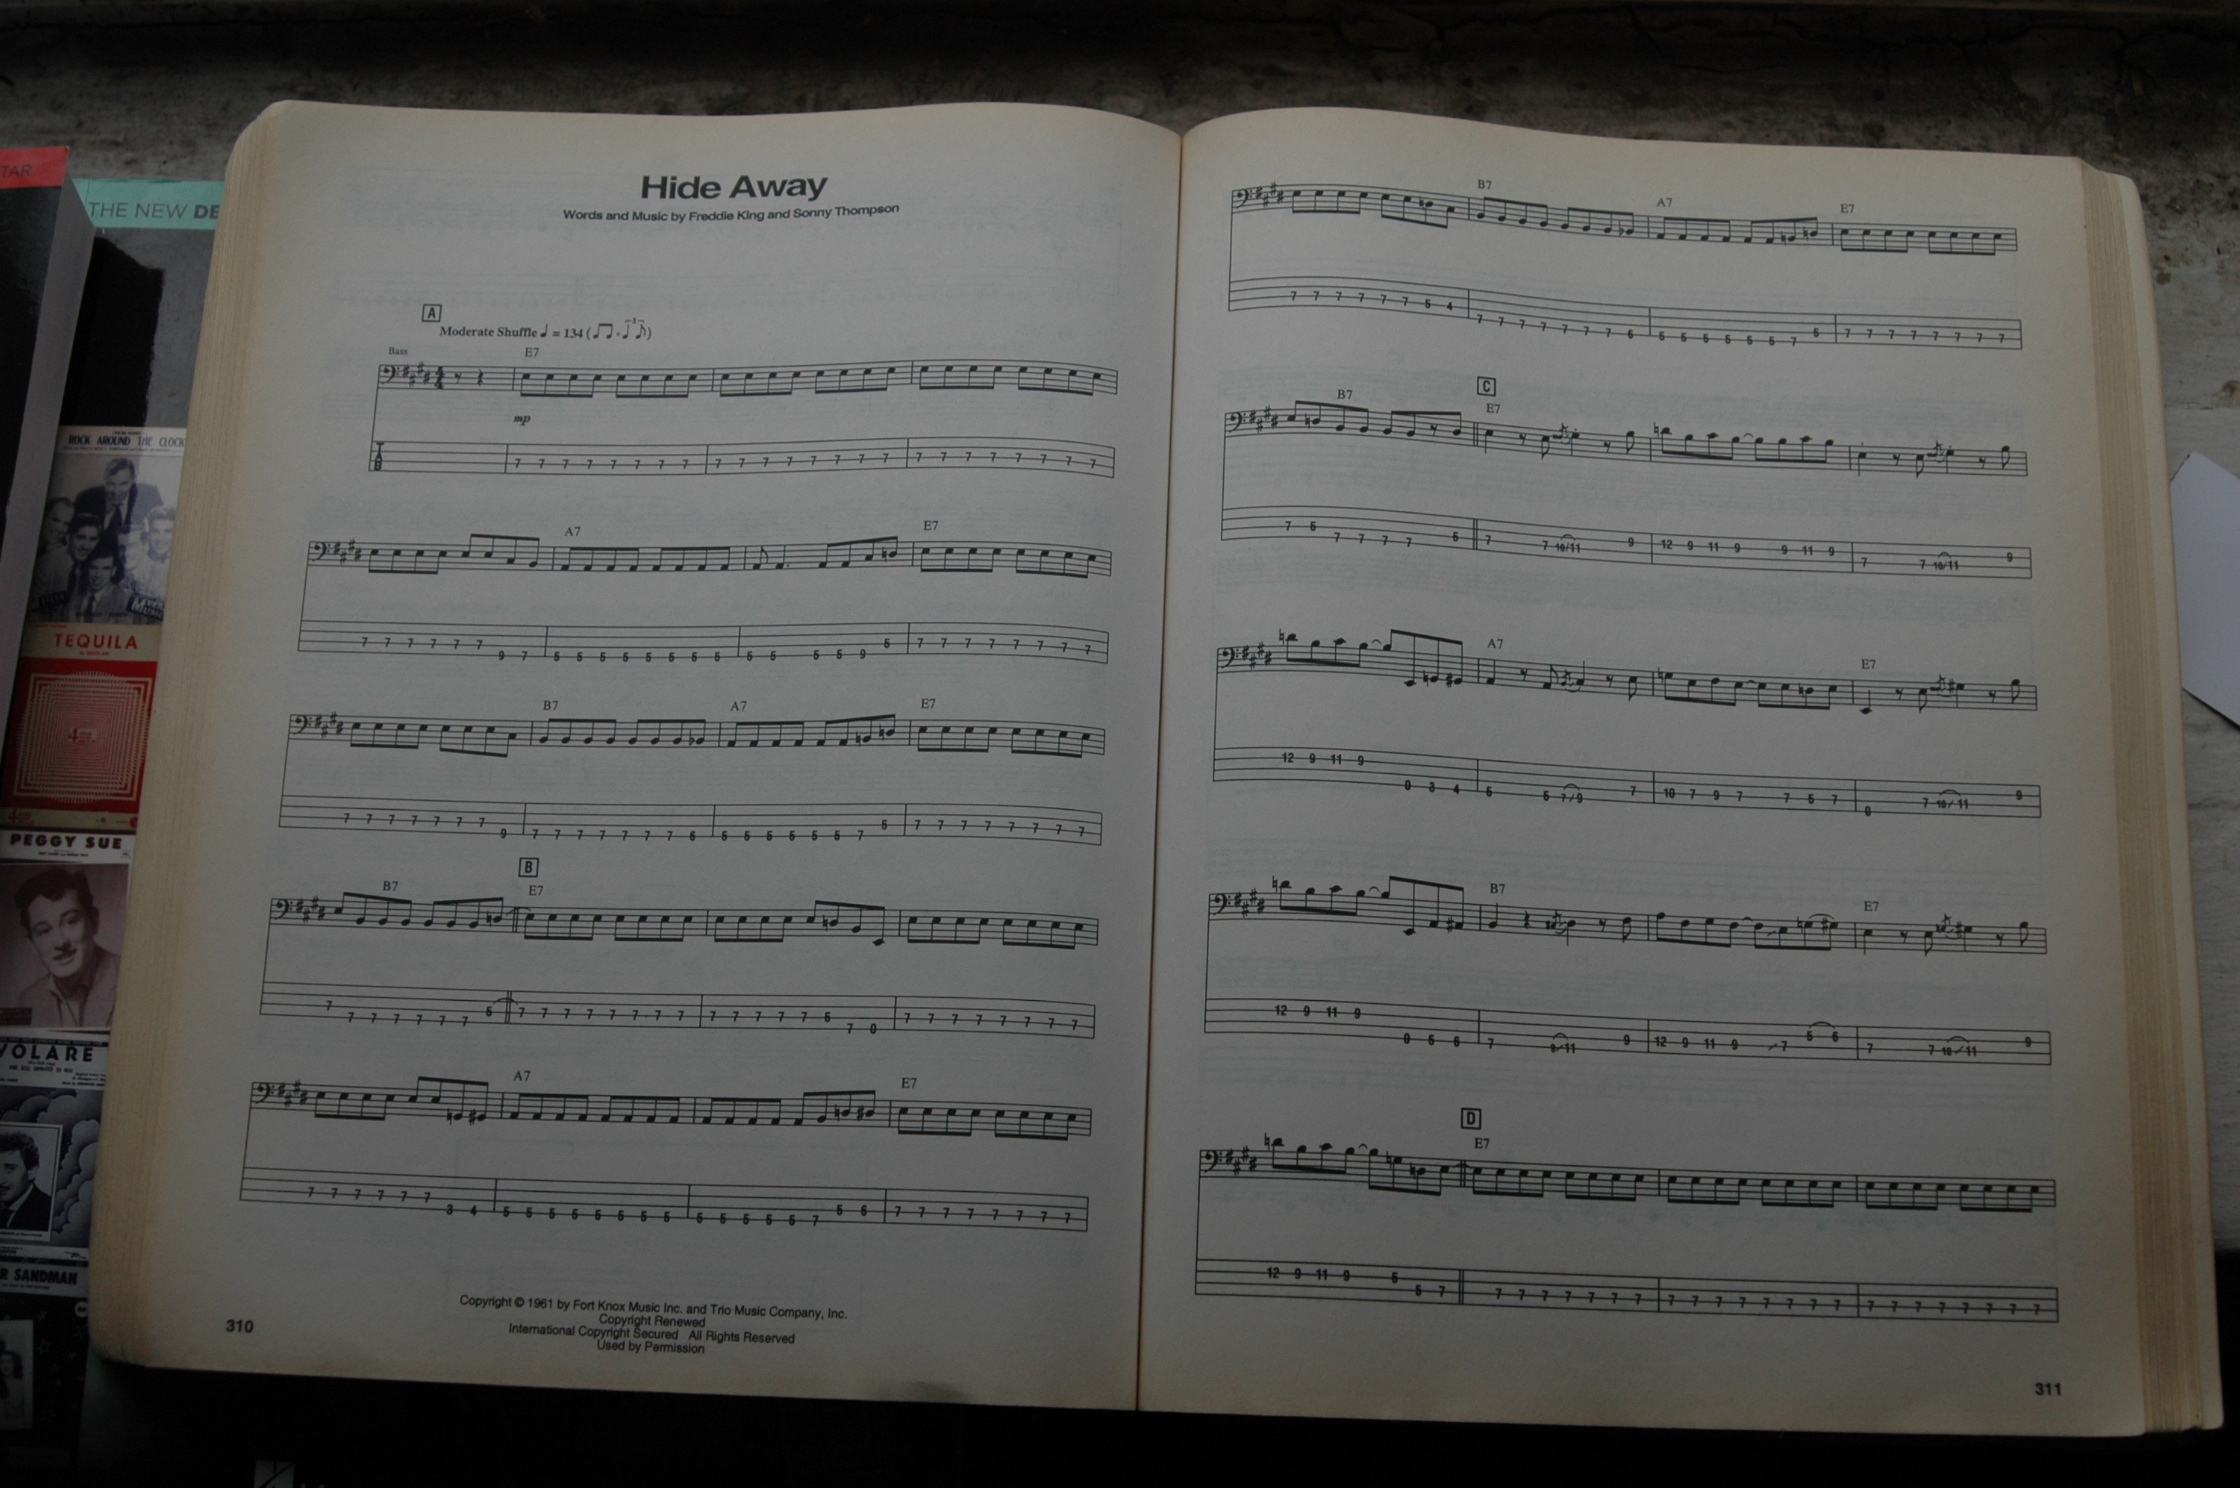 TAR
THE NEW DE
ROCK AROUND THE CLOCK
TEQUILA
PEGGY SUE
VOLARE
R SANDMAN
Hide Away
Words and Music by Freddie King and Sonny Thompson
A
Moderate Shuffle ♩ = 134
Bass
E7
mp
7 7 7 7 7 7 7 7 7 7 7 7 7 7 7 7 7 7 7 7 7 7 7 7
A7 E7
7 7 7 7 7 7 9 7 5 5 5 5 5 5 5 5 5 5 5 5 9 5 7 7 7 7 7 7 7 7
B7 A7 E7
7 7 7 7 7 7 7 9 7 7 7 7 7 7 7 6 5 5 5 5 5 5 7 5 7 7 7 7 7 7 7 7
B
B7 E7
7 7 7 7 7 7 7 5 7 7 7 7 7 7 7 7 7 7 7 7 7 5 7 0 7 7 7 7 7 7 7 7
A7 E7
7 7 7 7 7 7 3 4 5 5 5 5 5 5 5 5 5 5 5 5 5 7 5 6 7 7 7 7 7 7 7 7
Copyright © 1961 by Fort Knox Music Inc. and Trio Music Company, Inc.
Copyright Renewed
International Copyright Secured All Rights Reserved
Used by Permission
310
B7 A7 E7
7 7 7 7 7 7 5 4 7 7 7 7 7 7 7 6 5 5 5 5 5 5 7 5 7 7 7 7 7 7 7 7
C
B7 E7
7 5 7 7 7 7 5 7 7 10/11 9 12 9 11 9 9 11 9 7 7 10/11 9
A7 E7
12 9 11 9 0 3 4 5 5 7/9 7 10 7 9 7 7 5 7 0 7 10/11 9
B7 E7
12 9 11 9 0 5 6 7 9/11 9 12 9 11 9 /7 5 6 7 7 10/11 9
D
E7
12 9 11 9 5 5 7 7 7 7 7 7 7 7 7 7 7 7 7 7 7 7 7 7 7 7 7 7 7 7
311